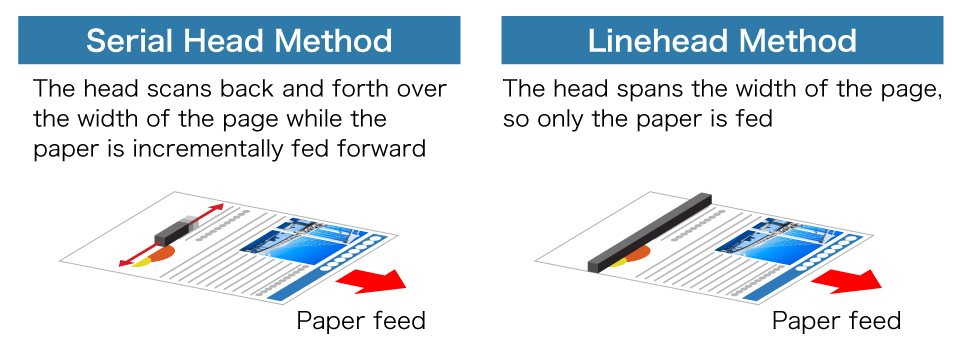 Serial Head Method
The head scans back and forth over
the width of the page while the
paper is incrementally fed forward
Paper feed
Linehead Method
The head spans the width of the page,
so only the paper is fed
Paper feed